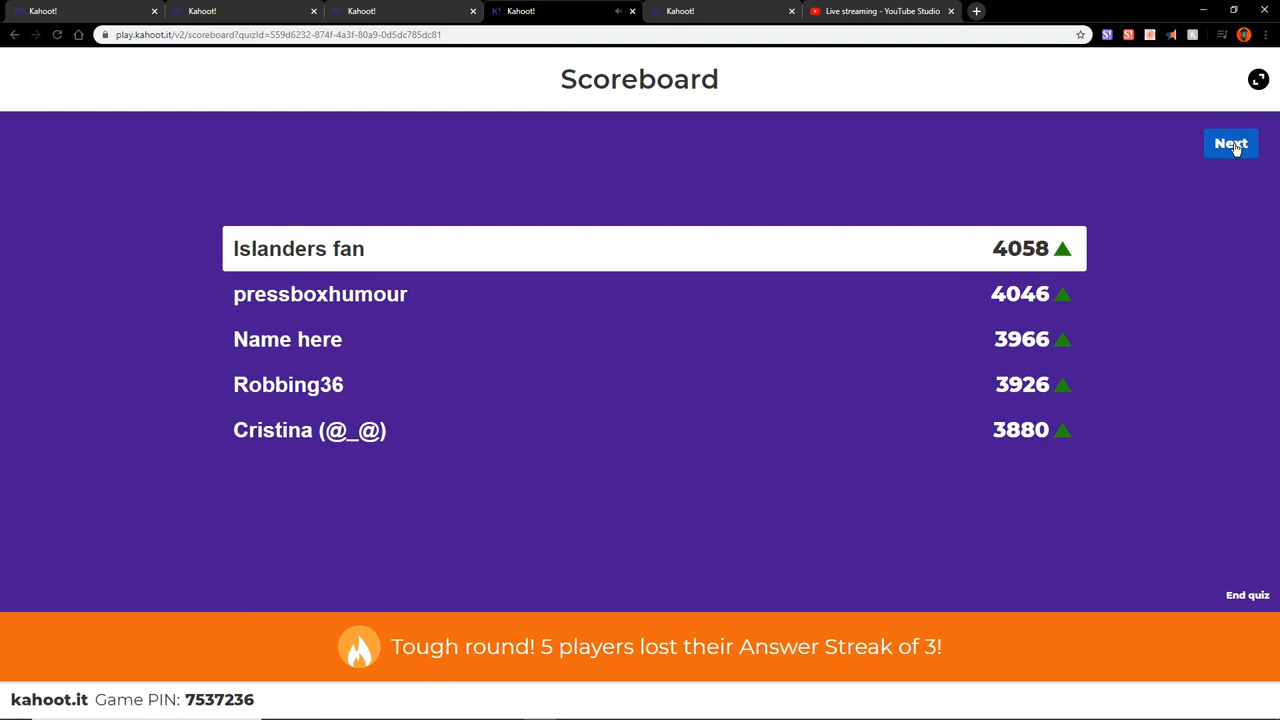 Kahoot! Kahoot! Kahoot! Kahoot! Kahoot! Live streaming - YouTube Studio
play.kahoot.it/v2/scoreboard?quizId=559d6232-874f-4a3f-80a9-0d5dc785dc81
Scoreboard
Next
Islanders fan 4058
pressboxhumour 4046
Name here 3966
Robbing36 3926
Cristina (@_@) 3880
End quiz
Tough round! 5 players lost their Answer Streak of 3!
kahoot.it Game PIN: 7537236